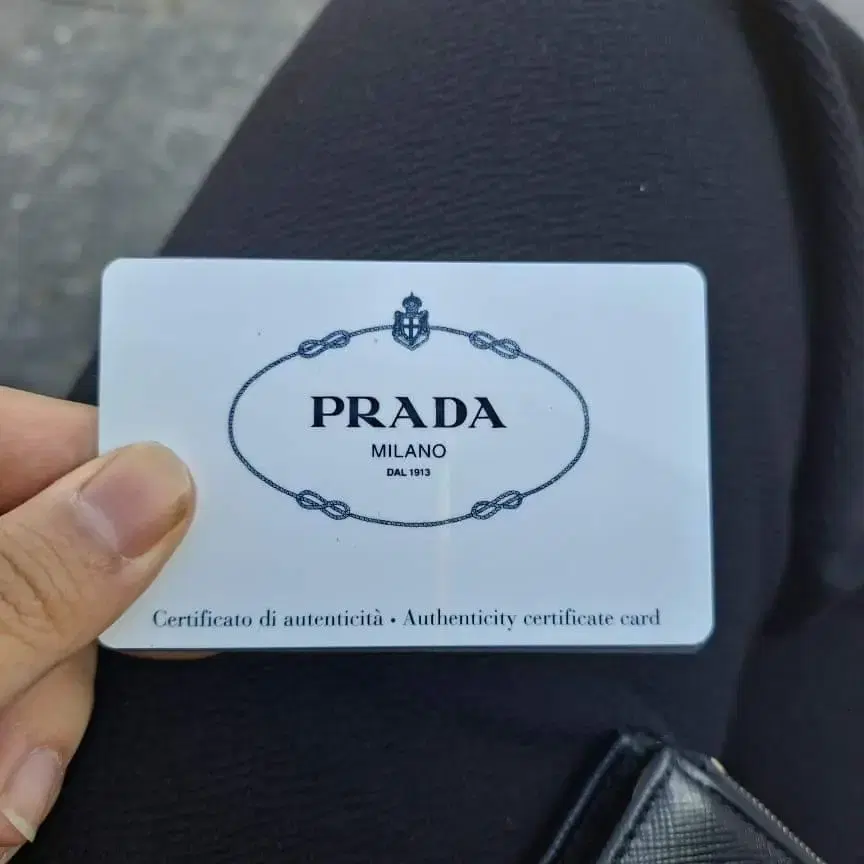 PRADA
MILANO
DAL 1913
Certificato di autenticità • Authenticity certificate card